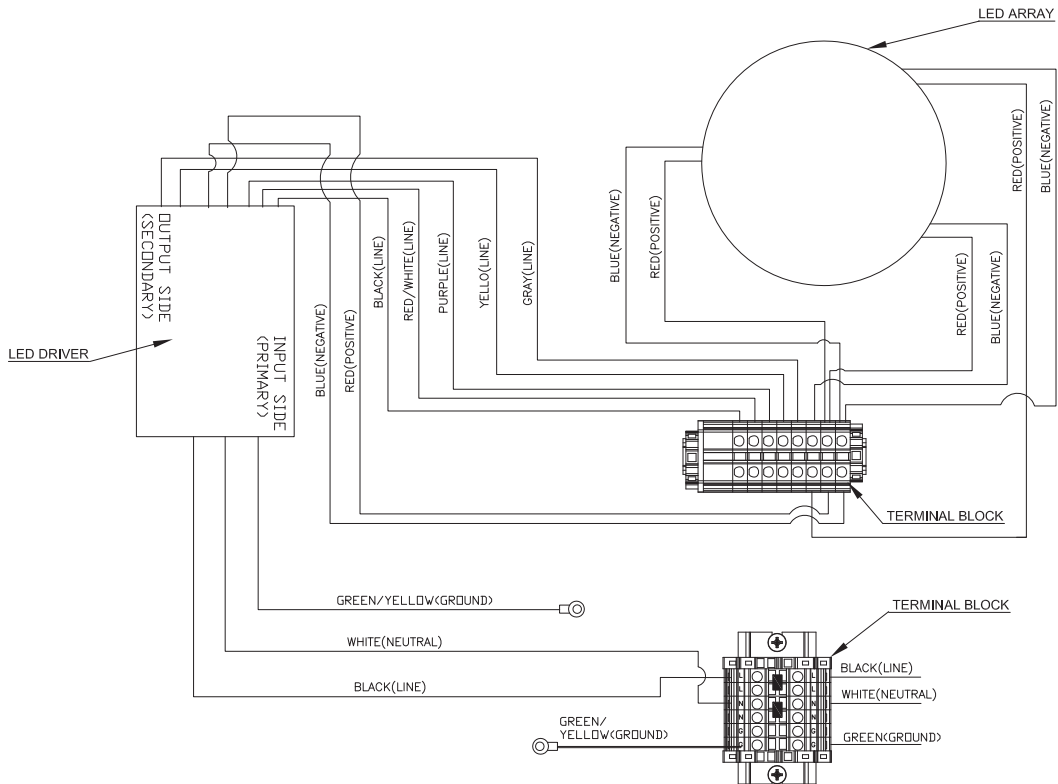 LED ARRAY
RED(POSITIVE)
BLUE(NEGATIVE)
BLUE(NEGATIVE)
RED(POSITIVE)
OUTPUT SIDE
(SECONDARY)
INPUT SIDE
(PRIMARY)
LED DRIVER
BLUE(NEGATIVE)
RED(POSITIVE)
BLACK(LINE)
RED/WHITE(LINE)
PURPLE(LINE)
YELLO(LINE)
GRAY(LINE)
RED(POSITIVE)
BLUE(NEGATIVE)
TERMINAL BLOCK
GREEN/YELLOW(GROUND)
WHITE(NEUTRAL)
BLACK(LINE)
TERMINAL BLOCK
BLACK(LINE)
WHITE(NEUTRAL)
GREEN(GROUND)
GREEN/
YELLOW(GROUND)
L L
L L
N N
N N
G G
G G